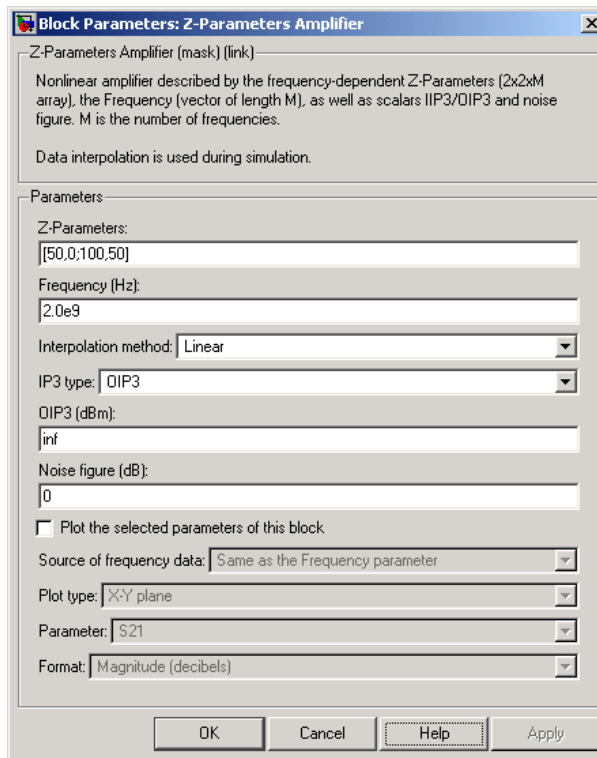 Block Parameters: Z-Parameters Amplifier
Z-Parameters Amplifier (mask) (link)
Nonlinear amplifier described by the frequency-dependent Z-Parameters (2x2xM
array), the Frequency (vector of length M), as well as scalars IIP3/OIP3 and noise
figure. M is the number of frequencies.
Data interpolation is used during simulation.
Parameters
Z-Parameters:
[50,0;100,50]
Frequency (Hz):
2.0e9
Interpolation method: Linear
IP3 type: OIP3
OIP3 (dBm):
inf
Noise figure (dB):
0
Plot the selected parameters of this block
Source of frequency data: Same as the Frequency parameter
Plot type: X-Y plane
Parameter: S21
Format: Magnitude (decibels)
OK Cancel Help Apply